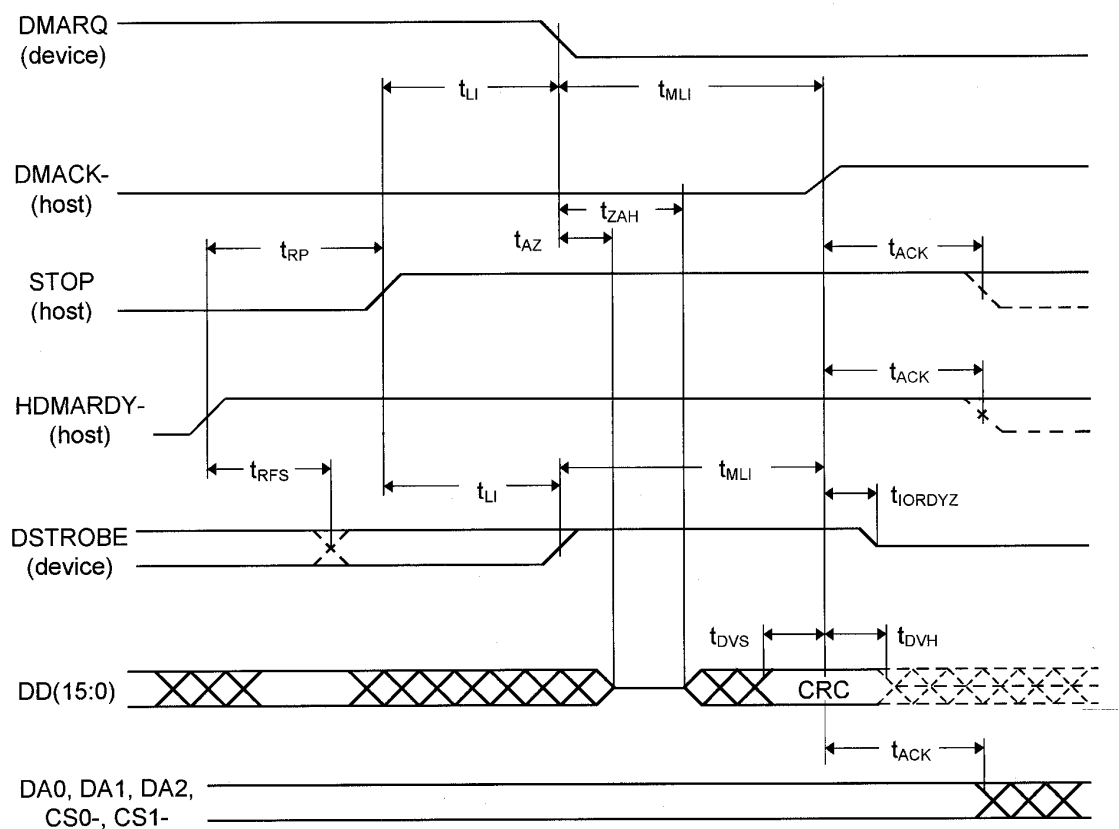 DMARQ
(device)
tLI
tMLI
DMACK-
(host)
tZAH
tAZ
tRP
tACK
STOP
(host)
tACK
HDMARDY-
(host)
tRFS
tLI
tMLI
tIORDYZ
DSTROBE
(device)
tDVS
tDVH
DD(15:0)
CRC
tACK
DA0, DA1, DA2,
CS0-, CS1-